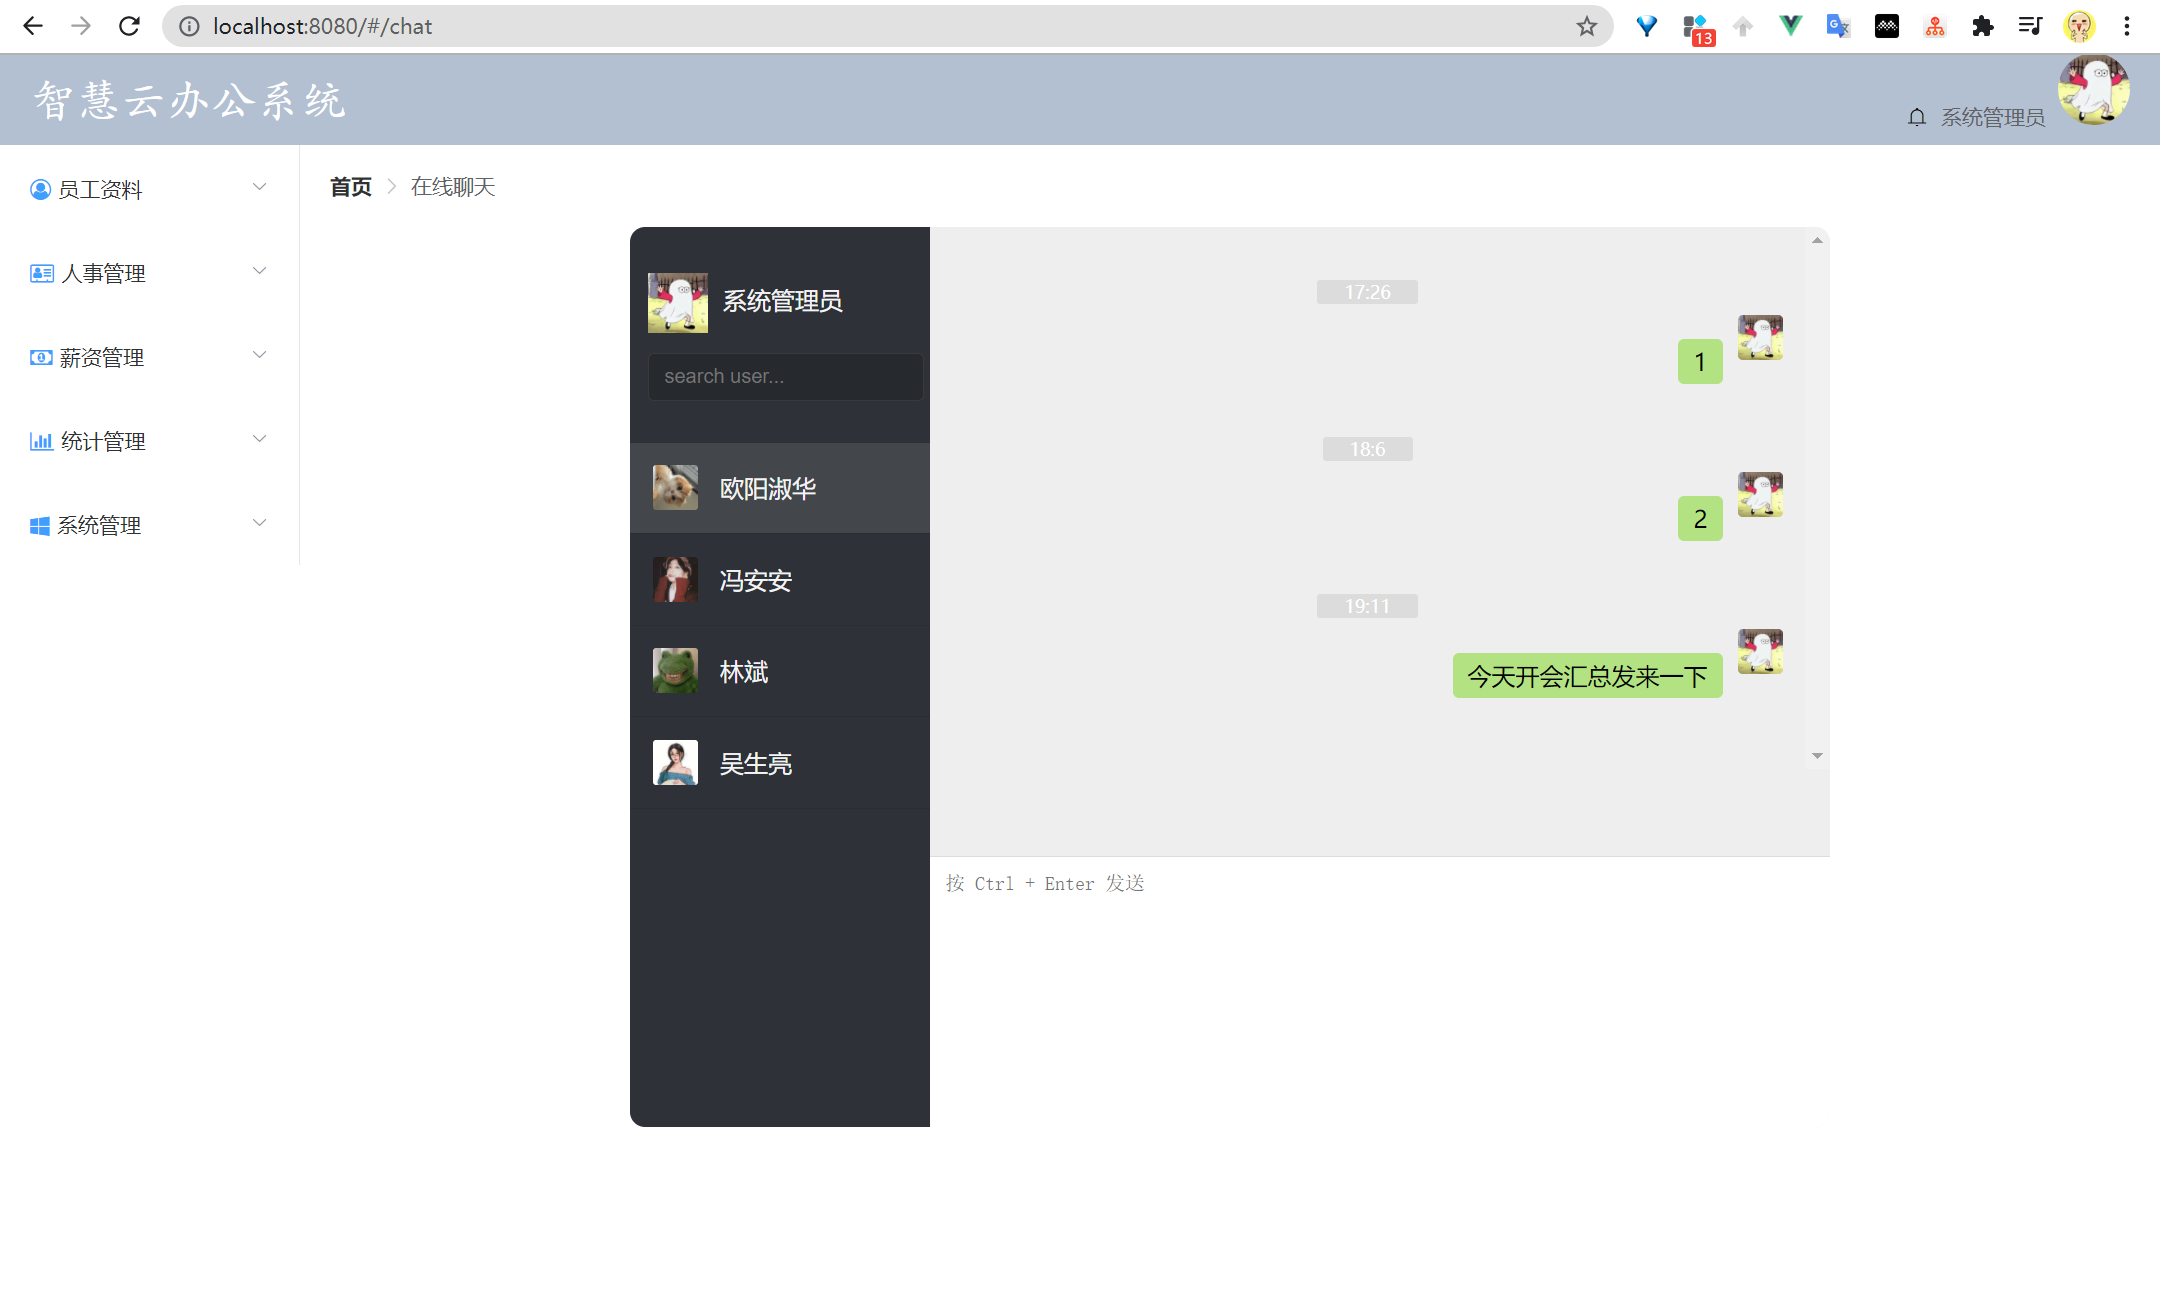 localhost:8080/#/chat
13
智慧云办公系统
系统管理员
员工资料
人事管理
薪资管理
统计管理
系统管理
首页
在线聊天
系统管理员
search user...
欧阳淑华
冯安安
林斌
吴生亮
17:26
1
18:6
2
19:11
今天开会汇总发来一下
按 Ctrl + Enter 发送